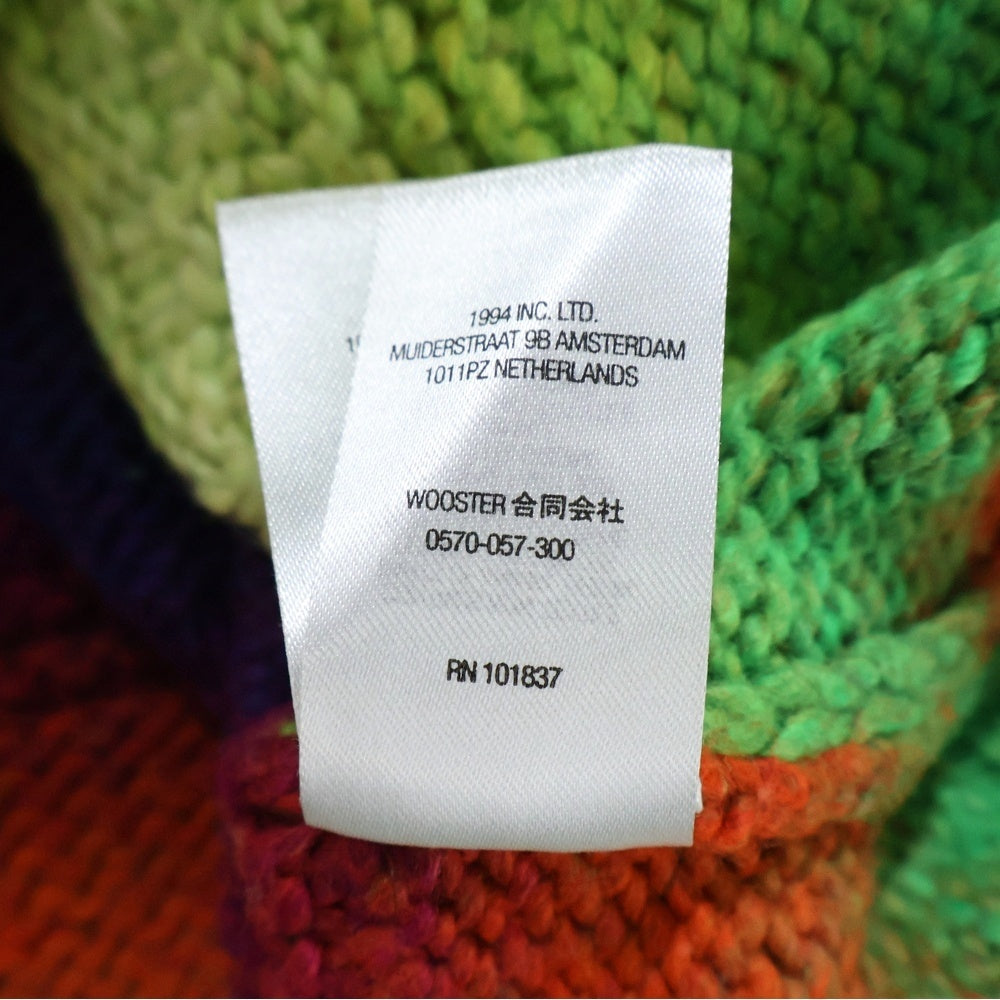 1994 INC. LTD.
MUIDERSTRAAT 9B AMSTERDAM
1011PZ NETHERLANDS
WOOSTER 合同会社
0570-057-300
RN 101837